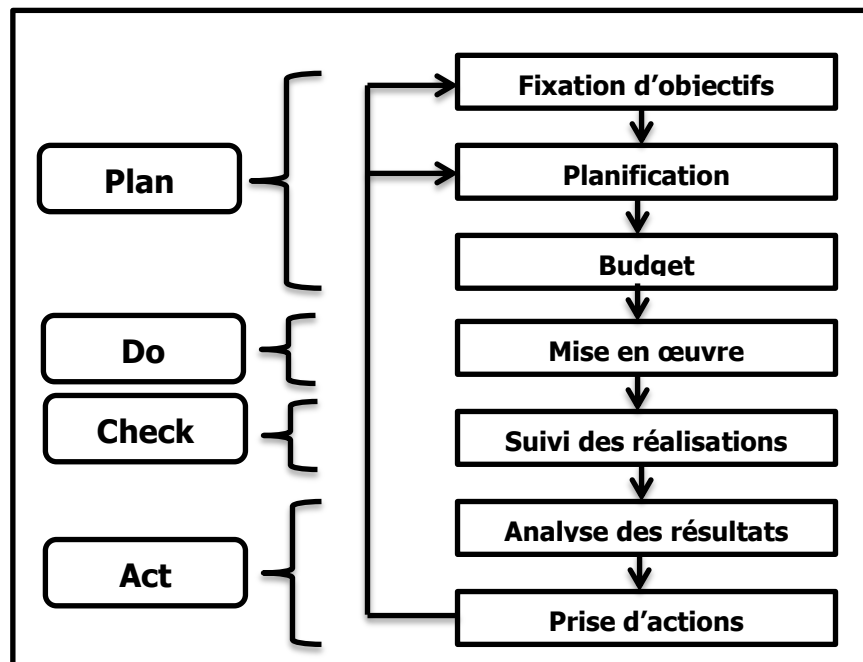 Fixation d'objectifs
Plan
Planification
Budget
Do
Mise en œuvre
Check
Suivi des réalisations
Analyse des résultats
Act
Prise d'actions